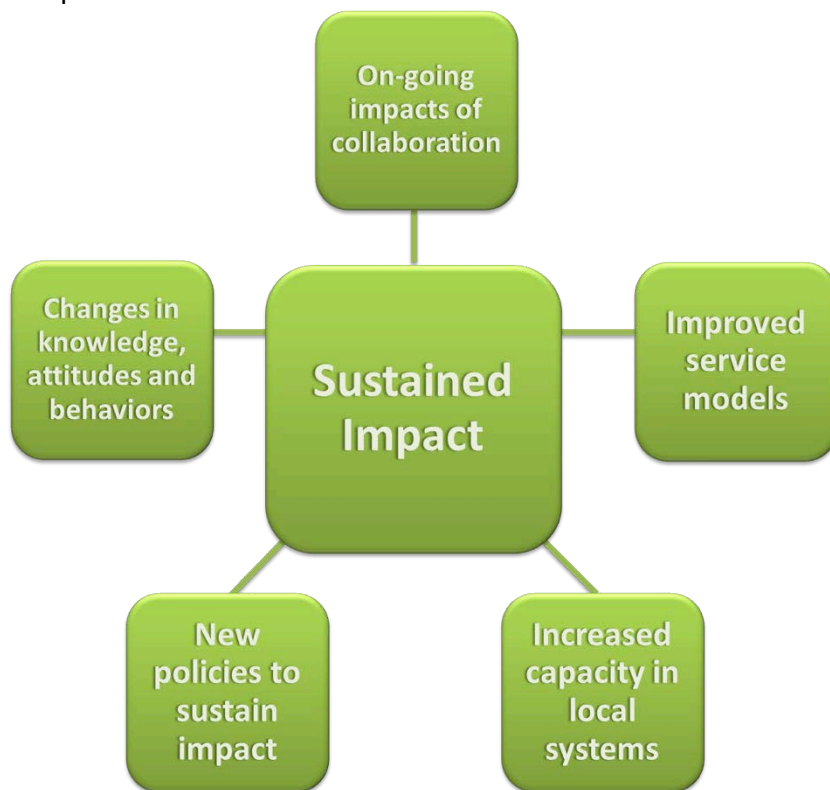 On-going
impacts of
collaboration
Changes in
knowledge,
attitudes and
behaviors
Sustained
Impact
Improved
service
models
New
policies to
sustain
impact
Increased
capacity in
local
systems